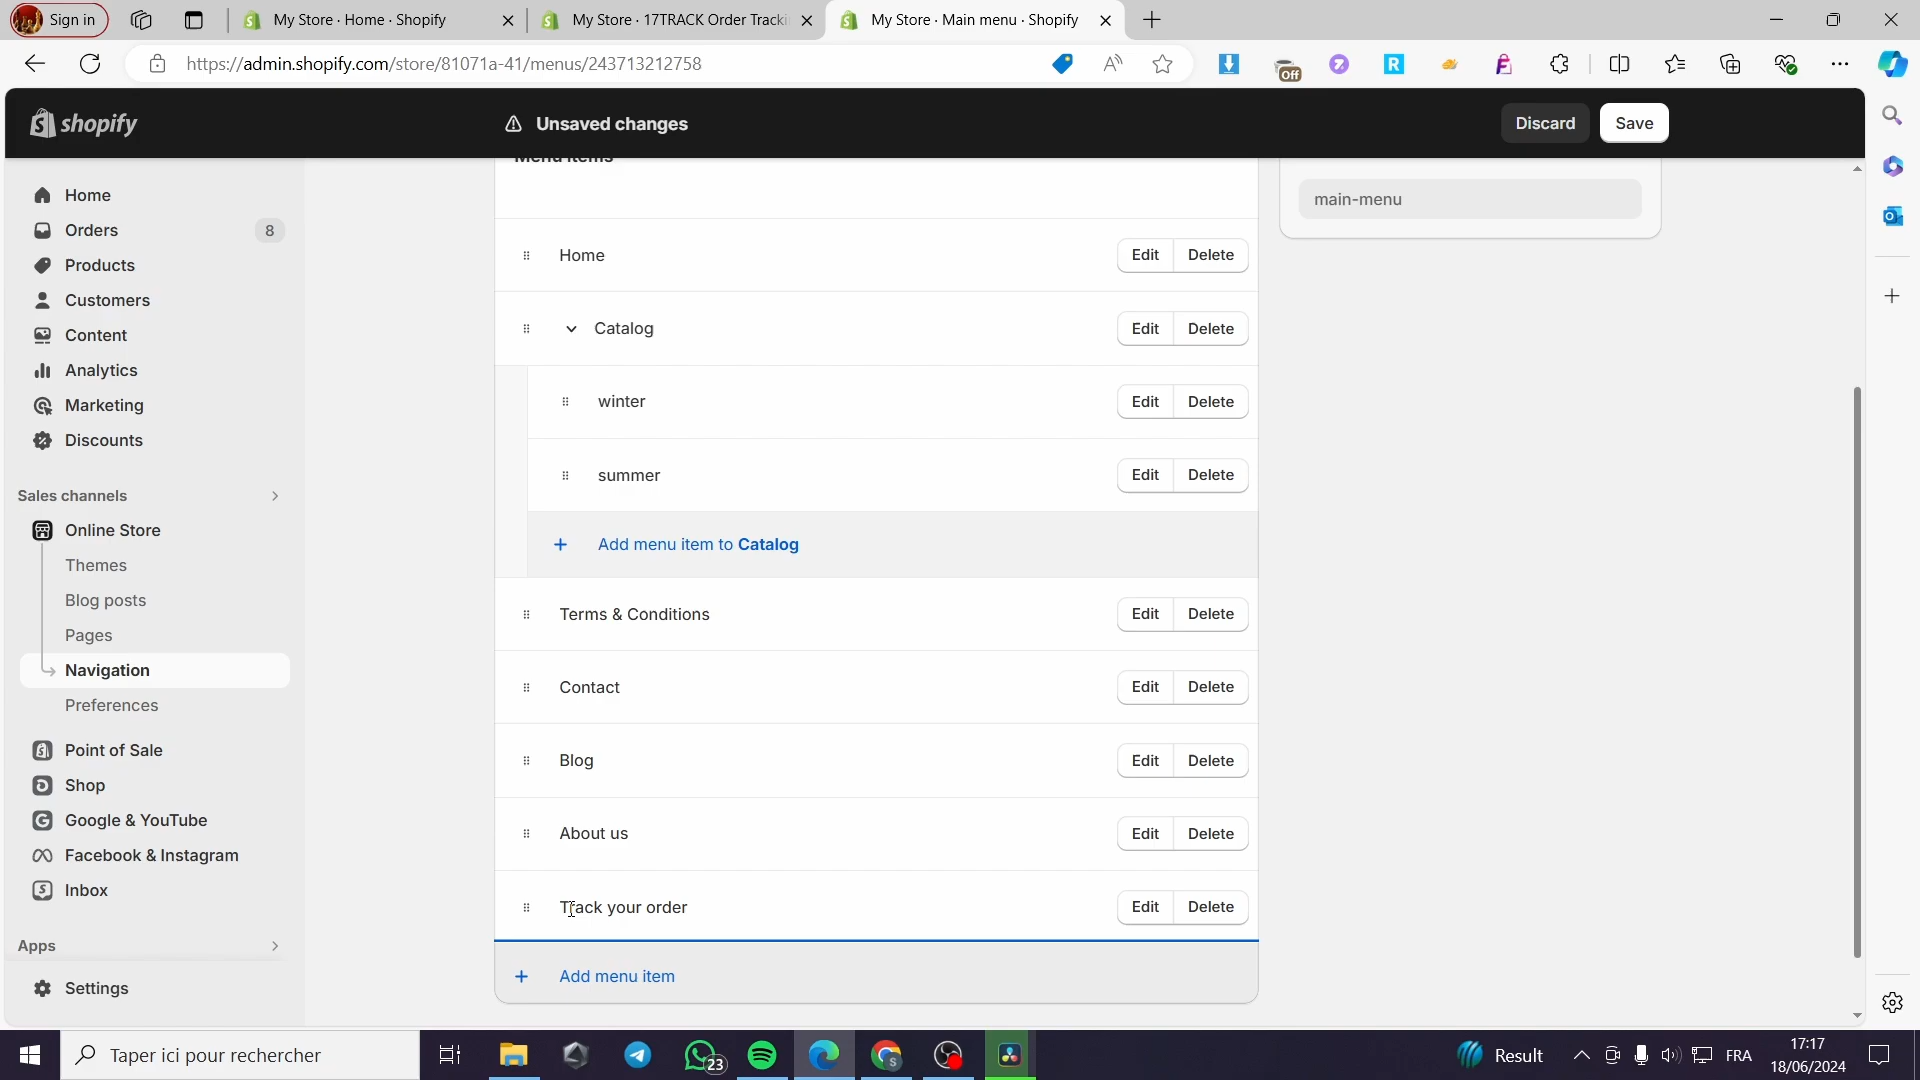 Sign in
My Store · Home · Shopify
My Store · 17TRACK Order Tracki
My Store · Main menu · Shopify
https://admin.shopify.com/store/81071a-41/menus/243713212758
Off
shopify
Unsaved changes
Discard
Save
Menu items
main-menu
Home
Orders
8
Products
Customers
Content
Analytics
Marketing
Discounts
Sales channels
Online Store
Themes
Blog posts
Pages
Navigation
Preferences
Point of Sale
Shop
Google & YouTube
Facebook & Instagram
Inbox
Apps
Settings
Home
Edit Delete
Catalog
Edit Delete
winter
Edit Delete
summer
Edit Delete
Add menu item to Catalog
Terms & Conditions
Edit Delete
Contact
Edit Delete
Blog
Edit Delete
About us
Edit Delete
Track your order
Edit Delete
Add menu item
Taper ici pour rechercher
23
Result
FRA
17:17
18/06/2024